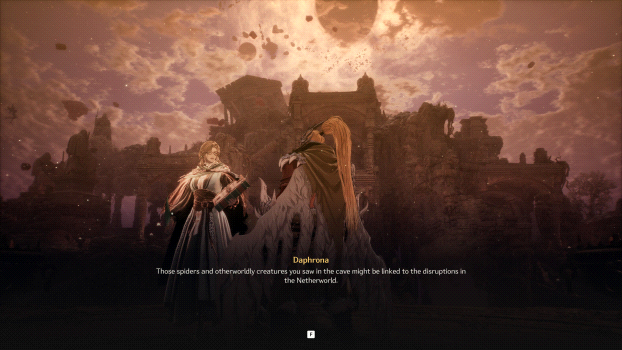 Daphrona
Those spiders and otherworldly creatures you saw in the cave might be linked to the disruptions in
the Netherworld.
F